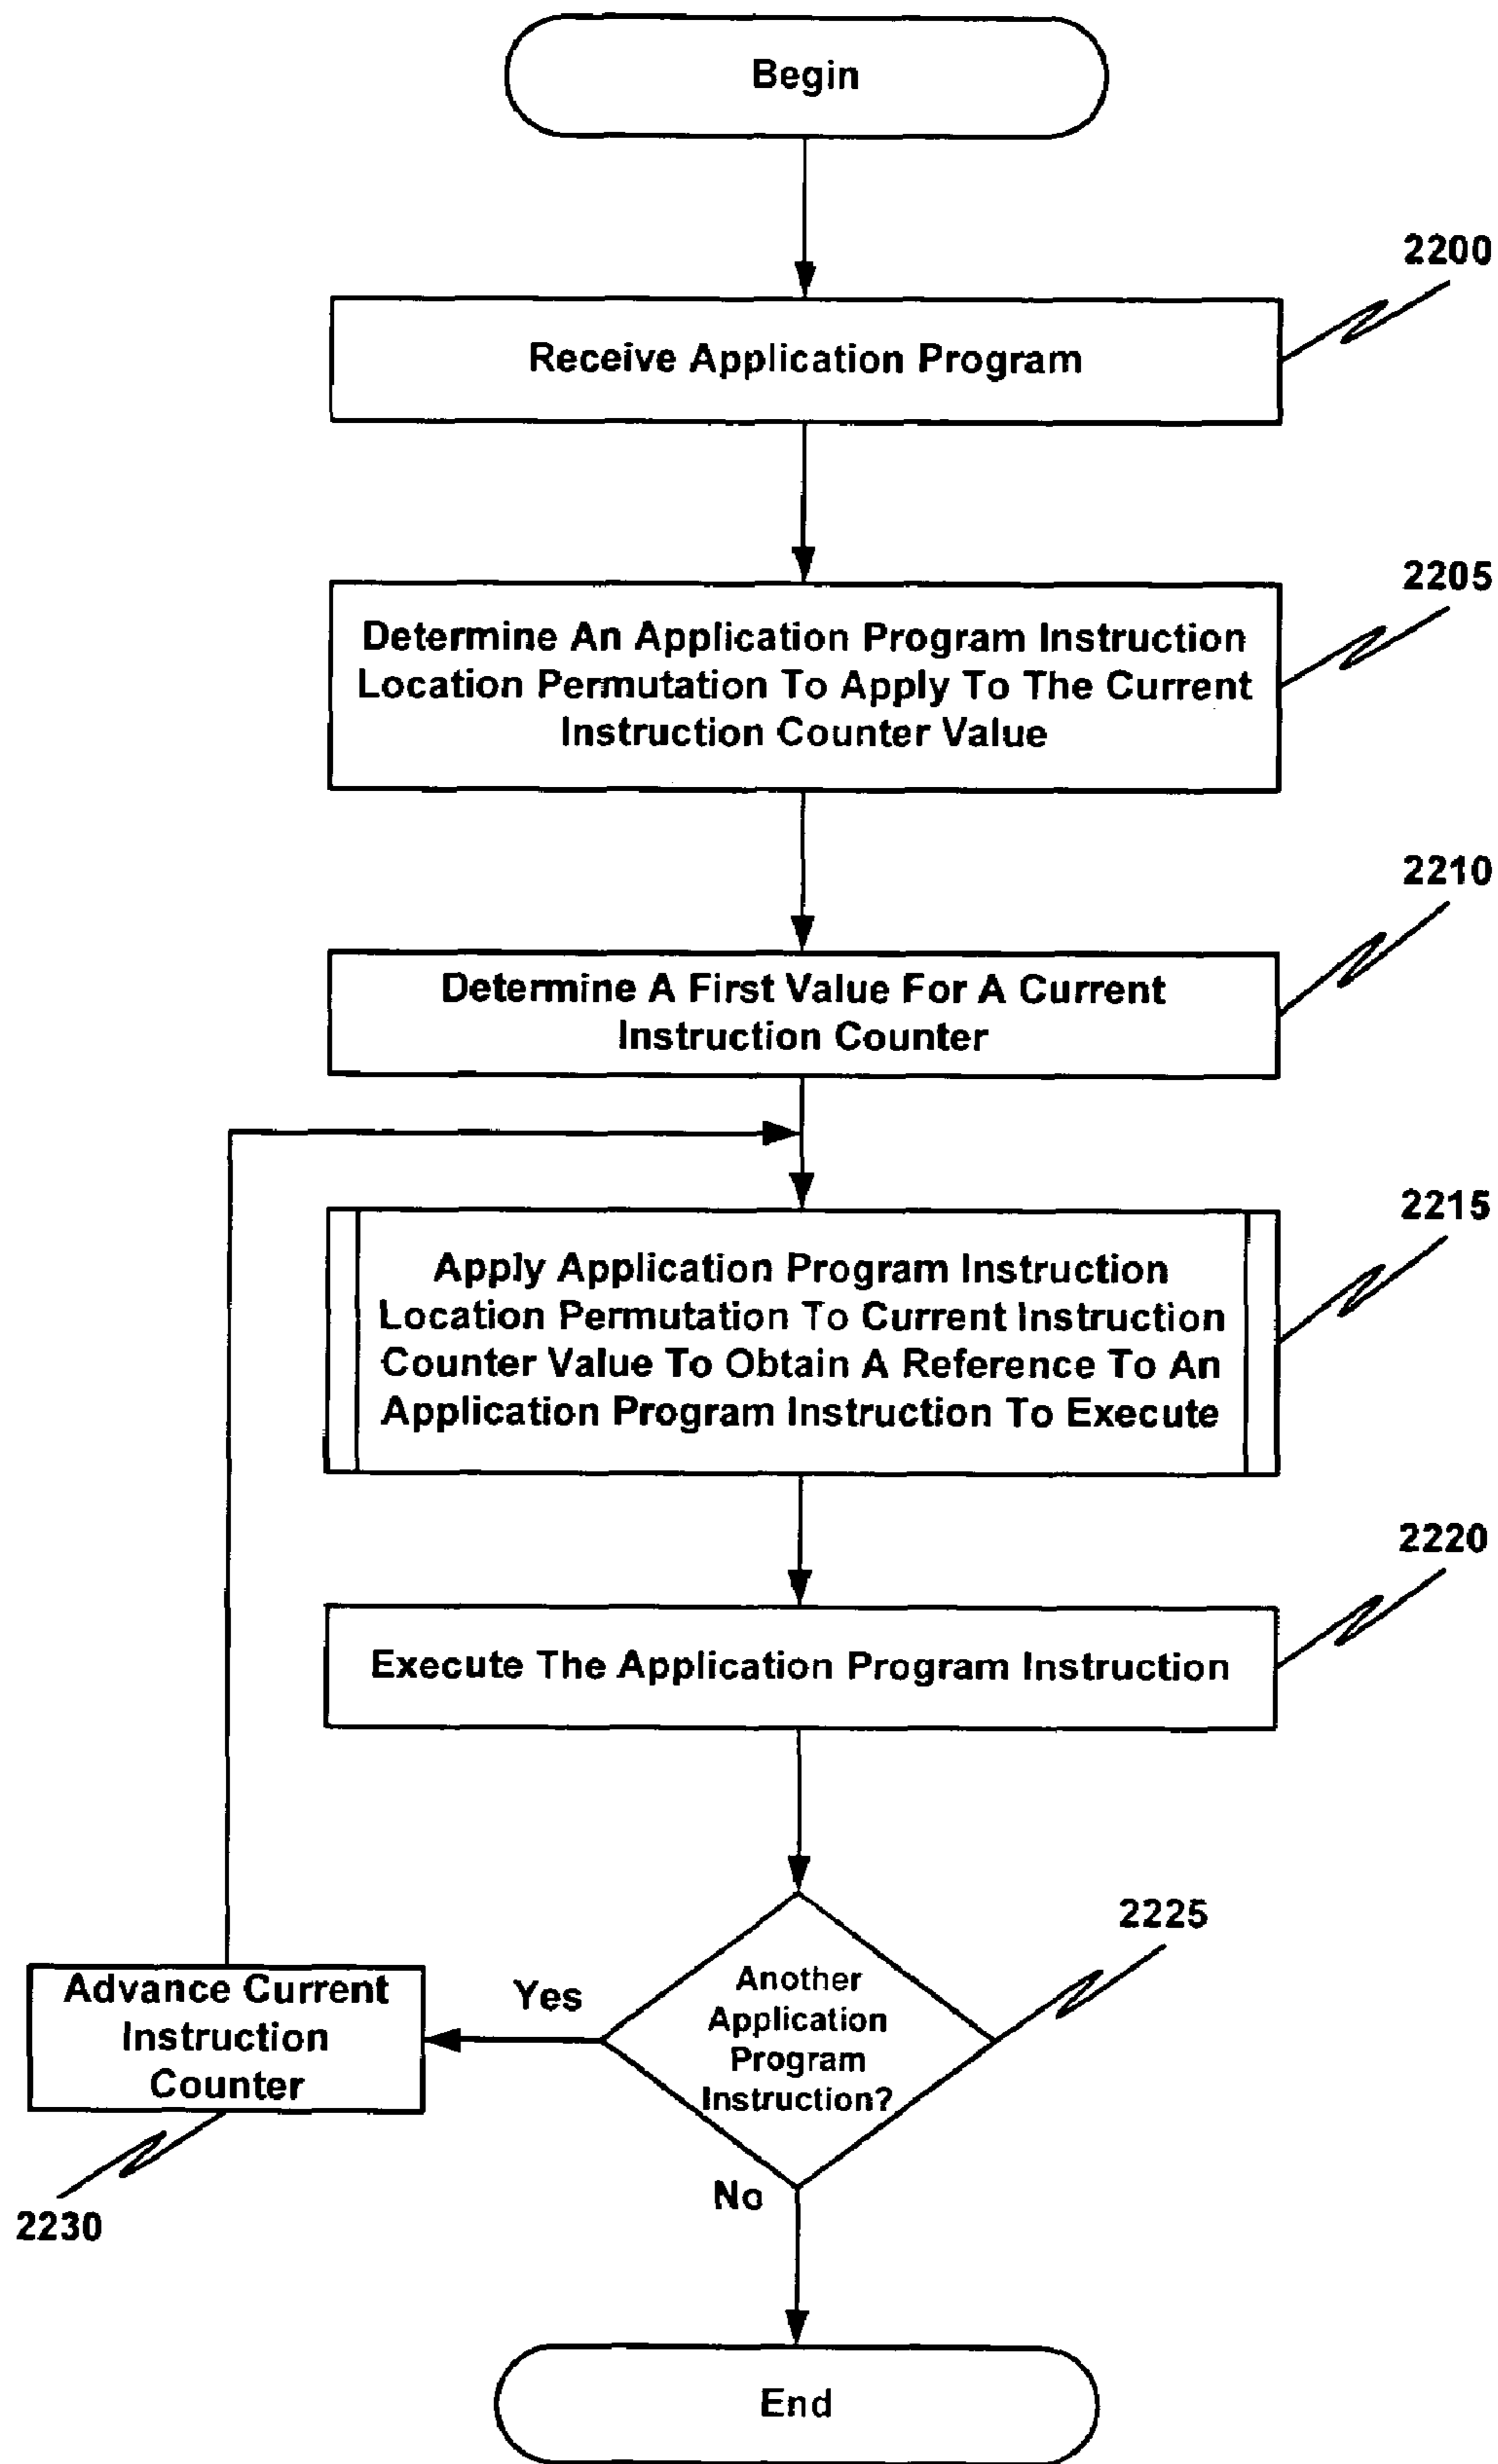 Begin
2200
Receive Application Program
2205
Determine An Application Program Instruction
Location Permutation To Apply To The Current
Instruction Counter Value
2210
Determine A First Value For A Current
Instruction Counter
2215
Apply Application Program Instruction
Location Permutation To Current Instruction
Counter Value To Obtain A Reference To An
Application Program Instruction To Execute
2220
Execute The Application Program Instruction
2225
Another
Application
Program
Instruction?
Yes
Advance Current
Instruction
Counter
2230
No
End